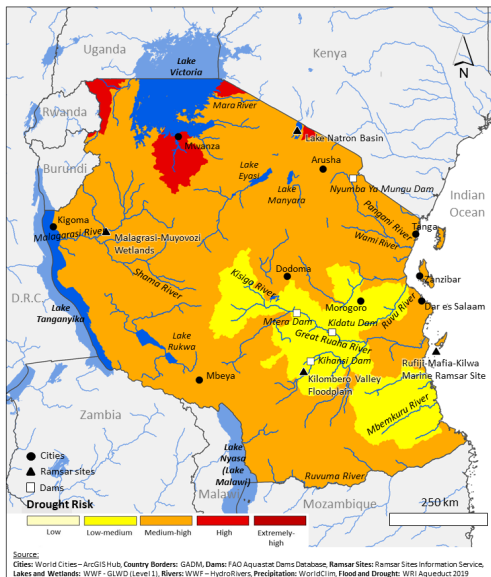 Uganda
Kenya
Lake
Victoria
N
Rwanda
Mara River
Lake Natron Basin
Mwanza
Burundi
Lake
Eyasi
Arusha
Lake
Manyara
Nyumba Ya Mungu Dam
Indian
Ocean
Kigoma
Malagarasi River
Malagrasi-Muyovozi
Wetlands
Pangani River
Tanga
Wami River
Shama River
Dodoma
Kisigo River
Zanzibar
D.R.C.
Morogoro
Ruvu River
Dar es Salaam
Lake
Tanganyika
Mtera Dam
Kidatu Dam
Great Ruaha River
Lake
Rukwa
Kihansi Dam
Rufiji-Mafia-Kilwa
Marine Ramsar Site
Mbeya
Kilombero Valley
Floodplain
Mbemkuru River
Zambia
Lake
Nyasa
(Lake
Malawi)
Malawi
Ruvuma River
Mozambique
Cities
Ramsar sites
Dams
250 km
Drought Risk
Low
Low-medium
Medium-high
High
Extremely-
high
Source:
Cities: World Cities – ArcGIS Hub, Country Borders: GADM, Dams: FAO Aquastat Dams Database, Ramsar Sites: Ramsar Sites Information Service,
Lakes and Wetlands: WWF - GLWD (Level 1), Rivers: WWF – HydroRivers, Precipitation: WorldClim, Flood and Drought: WRI Aqueduct 2019